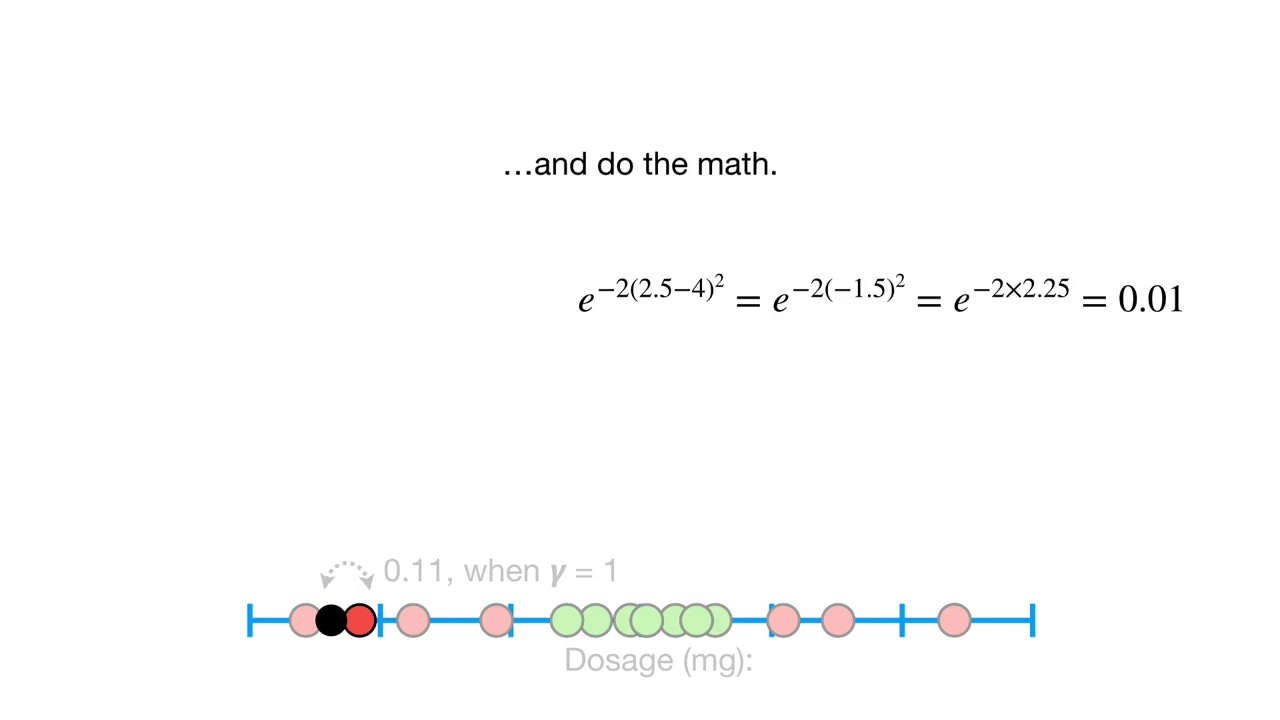 …and do the math.
e^{−2(2.5−4)^2} = e^{−2(−1.5)^2} = e^{−2×2.25} = 0.01
0.11, when γ = 1
Dosage (mg):